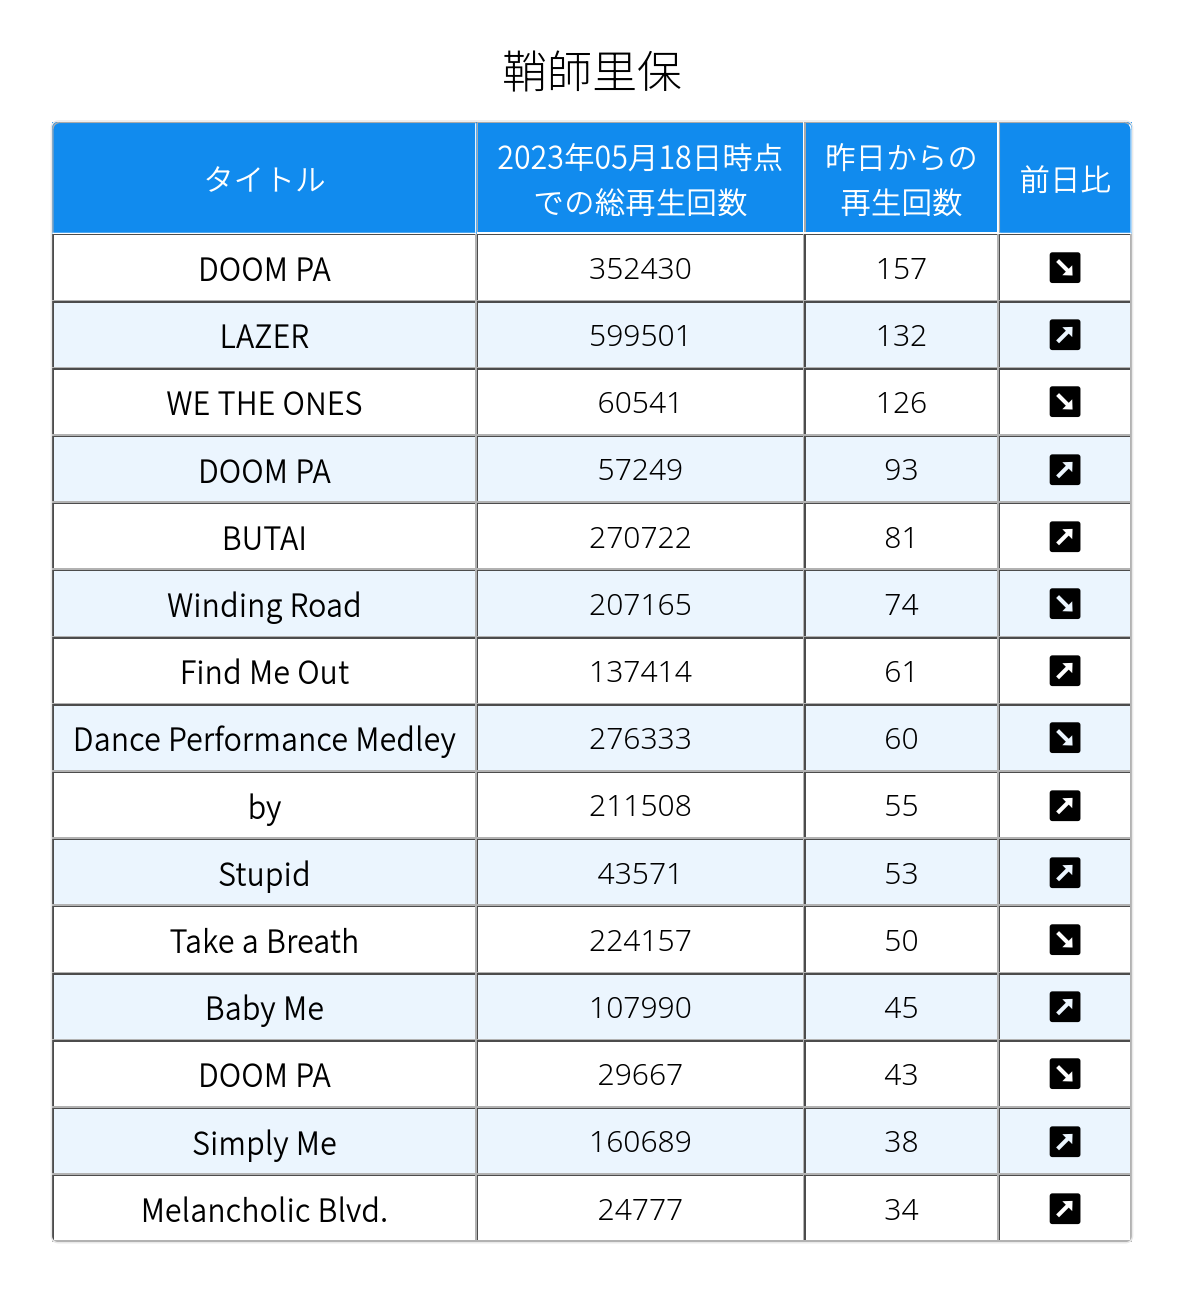 鞘師里保
タイトル
2023年05月18日時点
での総再生回数
昨日からの
再生回数
前日比
DOOM PA 352430 157 ↘
LAZER 599501 132 ↗
WE THE ONES 60541 126 ↘
DOOM PA 57249 93 ↗
BUTAI 270722 81 ↗
Winding Road 207165 74 ↘
Find Me Out 137414 61 ↗
Dance Performance Medley 276333 60 ↘
by 211508 55 ↗
Stupid 43571 53 ↗
Take a Breath 224157 50 ↘
Baby Me 107990 45 ↗
DOOM PA 29667 43 ↘
Simply Me 160689 38 ↗
Melancholic Blvd. 24777 34 ↗